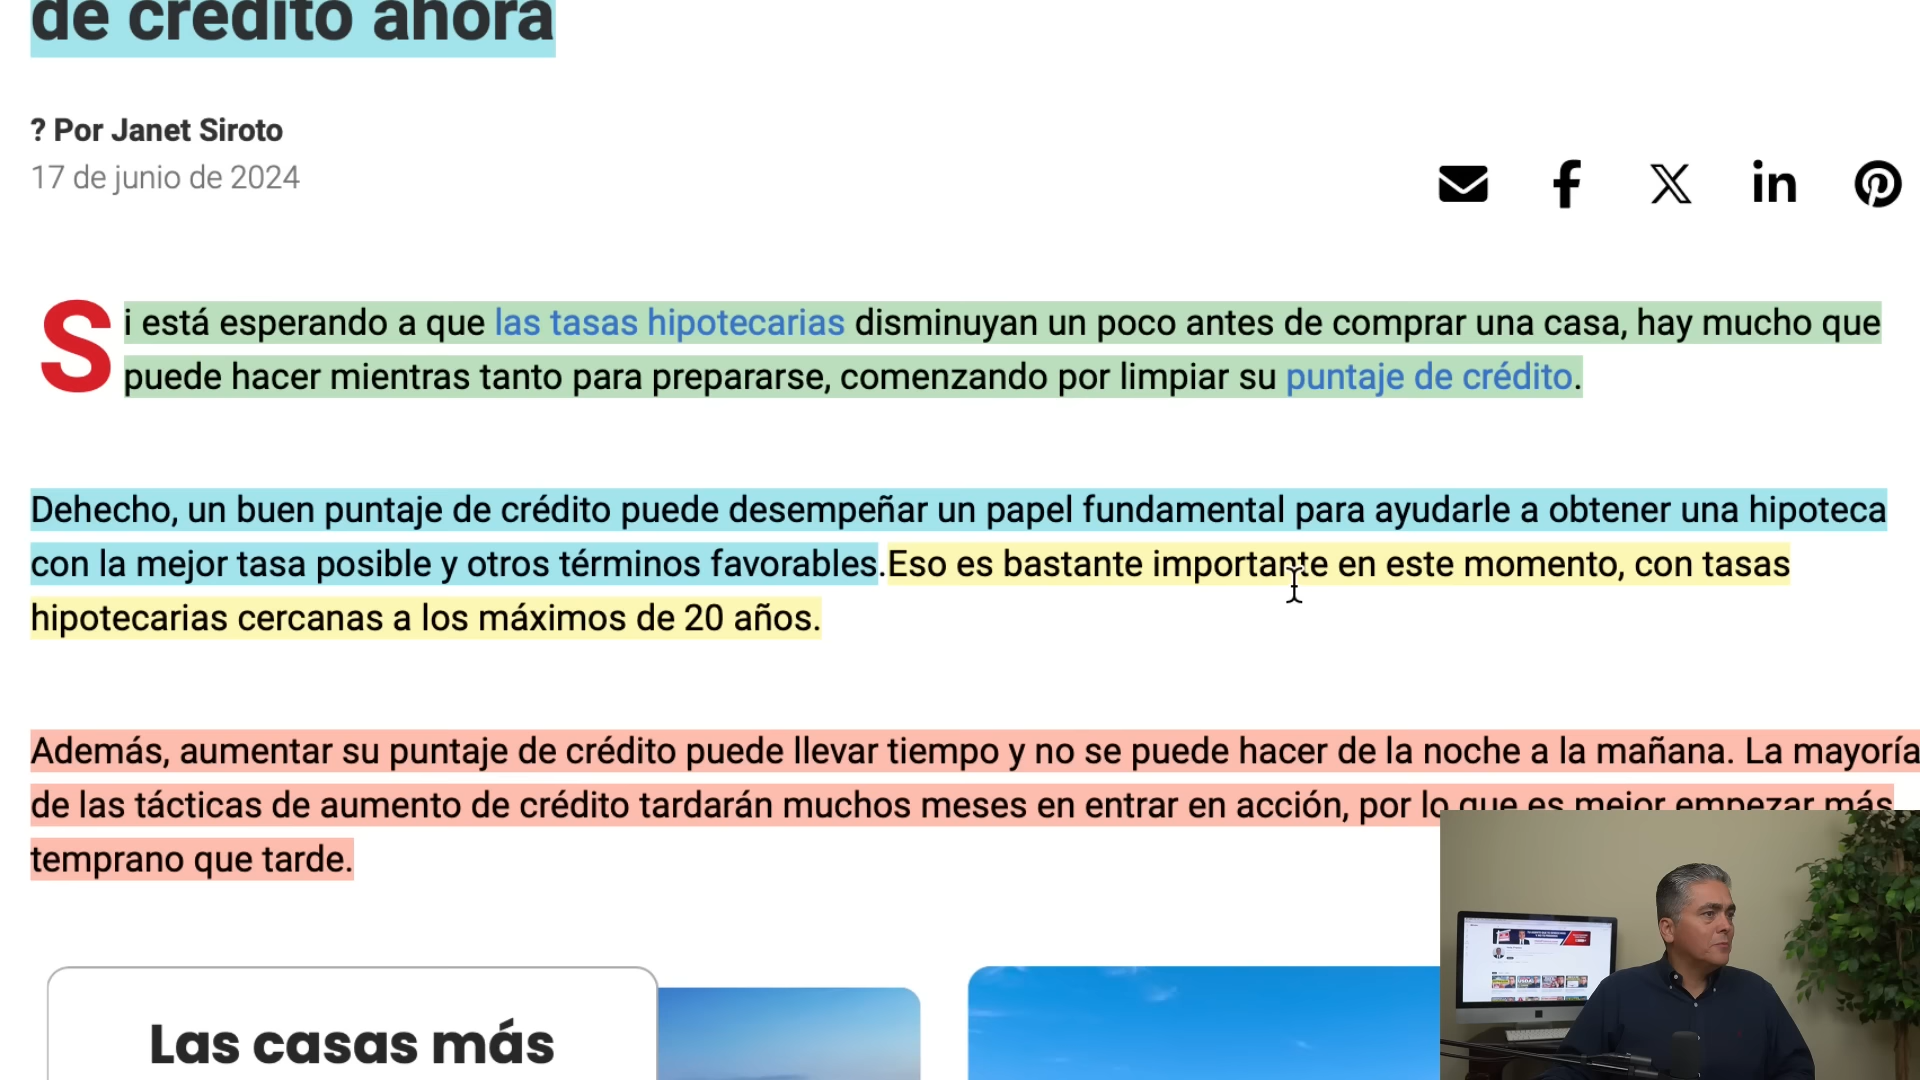 de crédito ahora
? Por Janet Siroto
17 de junio de 2024
Si está esperando a que las tasas hipotecarias disminuyan un poco antes de comprar una casa, hay mucho que
puede hacer mientras tanto para prepararse, comenzando por limpiar su puntaje de crédito.
Dehecho, un buen puntaje de crédito puede desempeñar un papel fundamental para ayudarle a obtener una hipoteca
con la mejor tasa posible y otros términos favorables.Eso es bastante importante en este momento, con tasas
hipotecarias cercanas a los máximos de 20 años.
Además, aumentar su puntaje de crédito puede llevar tiempo y no se puede hacer de la noche a la mañana. La mayoría
de las tácticas de aumento de crédito tardarán muchos meses en entrar en acción, por lo que es mejor empezar más
temprano que tarde.
Las casas más